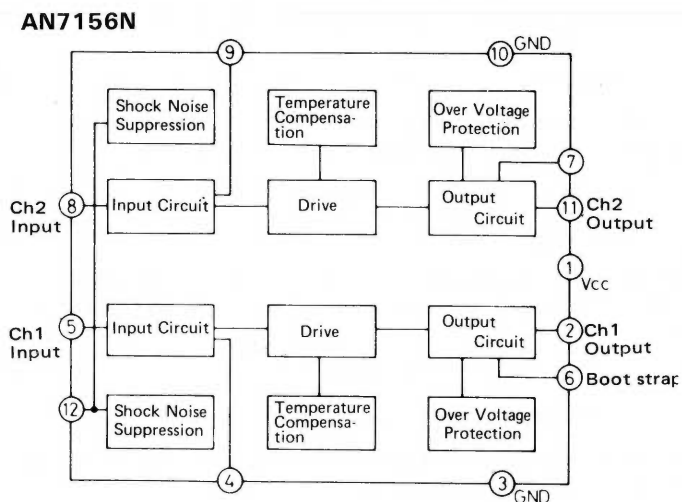 AN7156N
9
10 GND
Shock Noise
Suppression
Temperature
Compensa-
tion
Over Voltage
Protection
7
Ch2
Input
8
Input Circuit
Drive
Output
Circuit
11
Ch2
Output
1
Vcc
Ch1
Input
5
Input Circuit
Drive
Output
Circuit
2
Ch1
Output
6
Boot strap
12
Shock Noise
Suppression
Temperature
Compensa-
tion
Over Voltage
Protection
4
3 GND